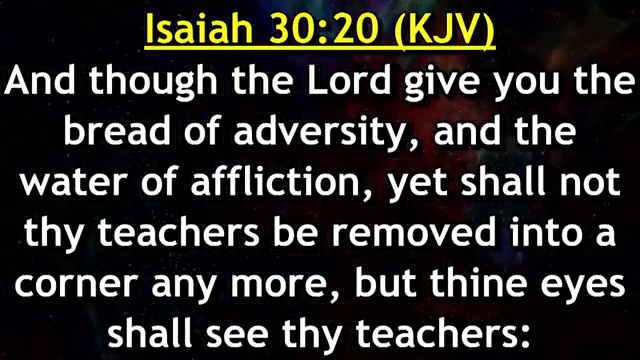 Isaiah 30:20 (KJV)
And though the Lord give you the
bread of adversity, and the
water of affliction, yet shall not
thy teachers be removed into a
corner any more, but thine eyes
shall see thy teachers: